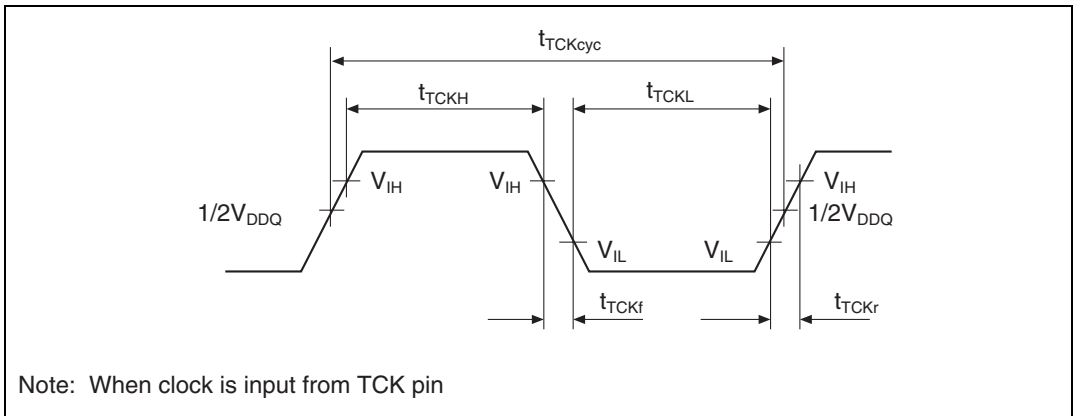 tTCKcyc
tTCKH
tTCKL
VIH
VIH
VIH
1/2VDDQ
1/2VDDQ
VIL
VIL
tTCKf
tTCKr
Note: When clock is input from TCK pin